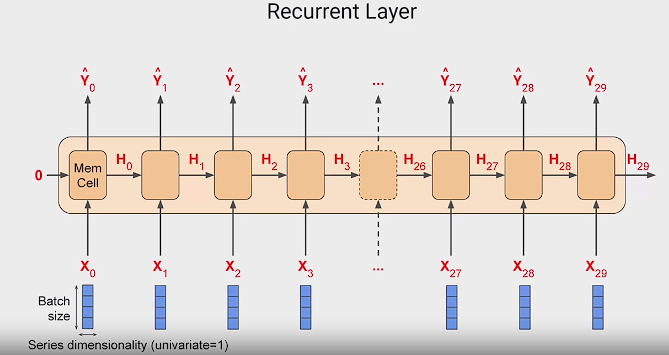 Recurrent Layer
Ŷ0 Ŷ1 Ŷ2 Ŷ3 ... Ŷ27 Ŷ28 Ŷ29
0 Mem Cell H0 H1 H2 H3 H26 H27 H28 H29
X0 X1 X2 X3 ... X27 X28 X29
Batch
size
Series dimensionality (univariate=1)